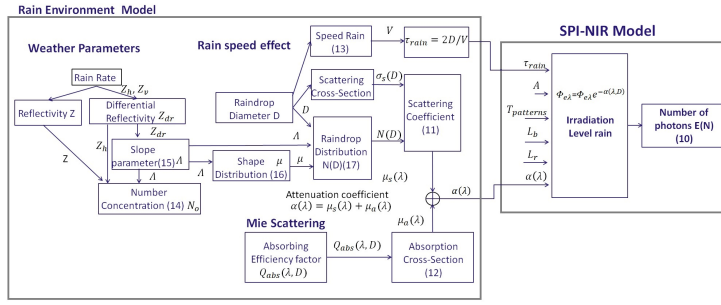 Rain Environment Model
Weather Parameters
Rain Rate
Z_h, Z_v
Reflectivity Z
Differential
Reflectivity Z_dr
Z_dr
Z
Z_h
Slope
parameter(15)
Λ
Λ
Λ
Λ
Shape μ
Distribution (16)
μ
Number
Concentration (14) N_o
Rain speed effect
Raindrop
Diameter D
D
Speed Rain
(13)
V
τ_rain = 2D/V
Scattering
Cross-Section
σ_s(D)
Raindrop
Distribution
N(D)(17)
N(D)
Scattering
Coefficient
(11)
μ_s(λ)
Attenuation coefficient
α(λ) = μ_s(λ) + μ_a(λ)
α(λ)
μ_a(λ)
Mie Scattering
Absorbing
Efficiency factor
Q_abs(λ, D)
Q_abs(λ, D)
Absorption
Cross-Section
(12)
SPI-NIR Model
τ_rain
A
T_patterns
L_b
L_r
α(λ)
Φ_eλ=Φ_eλ e^-α(λ,D)
Irradiation
Level rain
Number of
photons E(N)
(10)